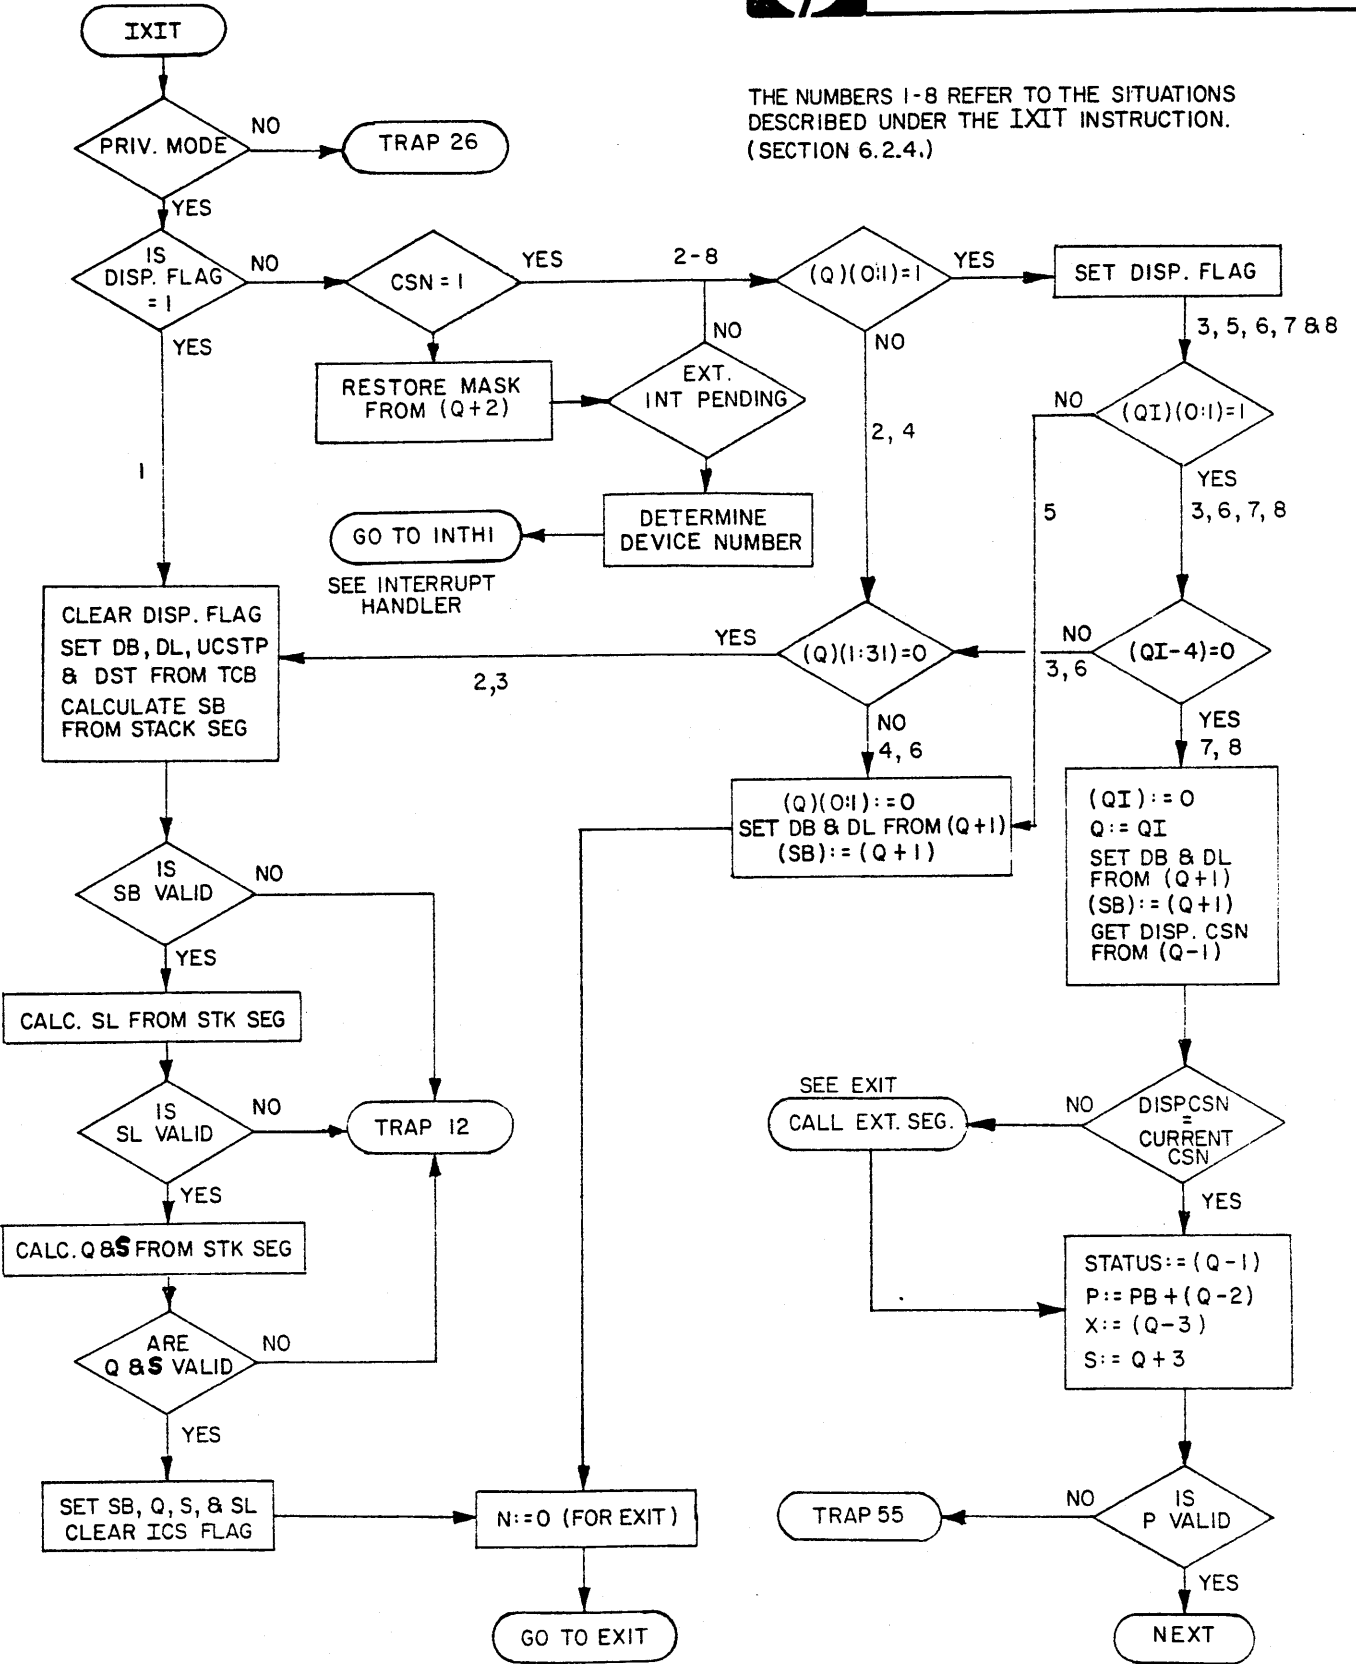 IXIT
THE NUMBERS 1-8 REFER TO THE SITUATIONS
DESCRIBED UNDER THE IXIT INSTRUCTION.
(SECTION 6.2.4.)
PRIV. MODE
NO
TRAP 26
YES
IS
DISP. FLAG
= 1
NO
CSN = 1
YES
2-8
(Q)(0:1)=1
YES
SET DISP. FLAG
YES
NO
NO
3, 5, 6, 7 & 8
RESTORE MASK
FROM (Q+2)
EXT.
INT PENDING
NO
(QI)(0:1)=1
2, 4
1
YES
3, 6, 7, 8
5
GO TO INTH1
DETERMINE
DEVICE NUMBER
SEE INTERRUPT
HANDLER
CLEAR DISP. FLAG
SET DB, DL, UCSTP
& DST FROM TCB
CALCULATE SB
FROM STACK SEG
YES
2,3
(Q)(1:31)=0
NO
3, 6
(QI-4)=0
NO
4, 6
YES
7, 8
(Q)(0:1):=0
SET DB & DL FROM (Q+1)
(SB):=(Q+1)
(QI):=0
Q:=QI
SET DB & DL
FROM (Q+1)
(SB):=(Q+1)
GET DISP. CSN
FROM (Q-1)
IS
SB VALID
NO
YES
CALC. SL FROM STK SEG
IS
SL VALID
NO
TRAP 12
SEE EXIT
CALL EXT. SEG.
NO
DISPCSN
=
CURRENT
CSN
YES
YES
CALC. Q&S FROM STK SEG
STATUS:=(Q-1)
P:=PB+(Q-2)
X:=(Q-3)
S:=Q+3
ARE
Q &S VALID
NO
YES
SET SB, Q, S, & SL
CLEAR ICS FLAG
N:=0 (FOR EXIT)
TRAP 55
NO
IS
P VALID
YES
GO TO EXIT
NEXT